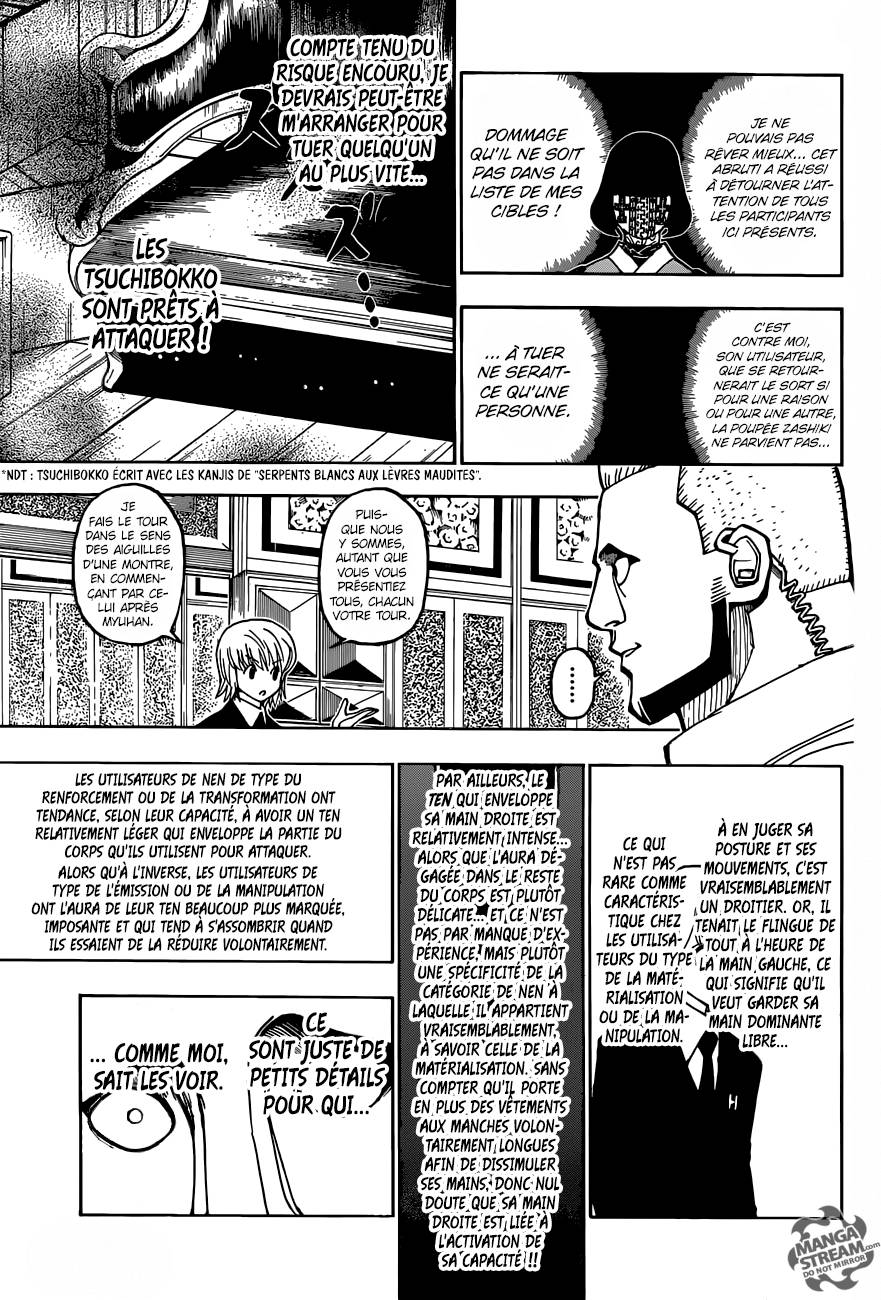 JE NE
POUVAIS PAS
RÊVER MIEUX... CET
ABRUTI A RÉUSSI
À DÉTOURNER L'AT-
TENTION DE TOUS
LES PARTICIPANTS
ICI PRÉSENTS.
DOMMAGE
QU'IL NE SOIT
PAS DANS LA
LISTE DE MES
CIBLES !
C'EST
CONTRE MOI,
SON UTILISATEUR,
QUE SE RETOUR-
NERAIT LE SORT SI
POUR UNE RAISON
OU POUR UNE AUTRE,
LA POUPÉE ZASHIKI
NE PARVIENT PAS...
... À TUER
NE SERAIT-
CE QU'UNE
PERSONNE.
COMPTE TENU DU
RISQUE ENCOURU, JE
DEVRAIS PEUT-ÊTRE
M'ARRANGER POUR
TUER QUELQU'UN
AU PLUS VITE...
ズ
ズ
LES
TSUCHIBOKKO
SONT PRÊTS À
ATTAQUER !
*NDT : TSUCHIBOKKO ÉCRIT AVEC LES KANJIS DE "SERPENTS BLANCS AUX LÈVRES MAUDITES".
PUIS-
QUE NOUS
Y SOMMES,
AUTANT QUE
VOUS VOUS
PRÉSENTIEZ
TOUS, CHACUN
VOTRE TOUR.
JE
FAIS LE TOUR
DANS LE SENS
DES AIGUILLES
D'UNE MONTRE,
EN COMMEN-
ÇANT PAR CE-
LUI APRÈS
MYUHAN.
À EN JUGER SA
POSTURE ET SES
MOUVEMENTS, C'EST
VRAISEMBLABLEMENT
UN DROITIER. OR, IL
TENAIT LE FLINGUE DE
TOUT À L'HEURE DE
LA MAIN GAUCHE, CE
QUI SIGNIFIE QU'IL
VEUT GARDER SA
MAIN DOMINANTE
LIBRE...
CE QUI
N'EST PAS
RARE COMME
CARACTÉRIS-
TIQUE CHEZ
LES UTILISA-
TEURS DU TYPE
DE LA MATÉ-
RIALISATION
OU DE LA MA-
NIPULATION.
H
PAR AILLEURS, LE
TEN QUI ENVELOPPE
SA MAIN DROITE EST
RELATIVEMENT INTENSE...
ALORS QUE L'AURA DÉ-
GAGÉE DANS LE RESTE
DU CORPS EST PLUTÔT
DÉLICATE... ET CE N'EST
PAS PAR MANQUE D'EX-
PÉRIENCE, MAIS PLUTÔT
UNE SPÉCIFICITÉ DE LA
CATÉGORIE DE NEN À
LAQUELLE IL APPARTIENT
VRAISEMBLABLEMENT,
À SAVOIR CELLE DE LA
MATÉRIALISATION. SANS
COMPTER QU'IL PORTE
EN PLUS DES VÊTEMENTS
AUX MANCHES VOLON-
TAIREMENT LONGUES
AFIN DE DISSIMULER
SES MAINS, DONC NUL
DOUTE QUE SA MAIN
DROITE EST LIÉE À
L'ACTIVATION DE
SA CAPACITÉ !!
LES UTILISATEURS DE NEN DE TYPE DU
RENFORCEMENT OU DE LA TRANSFORMATION ONT
TENDANCE, SELON LEUR CAPACITÉ, À AVOIR UN TEN
RELATIVEMENT LÉGER QUI ENVELOPPE LA PARTIE DU
CORPS QU'ILS UTILISENT POUR ATTAQUER.
ALORS QU'À L'INVERSE, LES UTILISATEURS DE
TYPE DE L'ÉMISSION OU DE LA MANIPULATION
ONT L'AURA DE LEUR TEN BEAUCOUP PLUS MARQUÉE,
IMPOSANTE ET QUI TEND À S'ASSOMBRIR QUAND
ILS ESSAIENT DE LA RÉDUIRE VOLONTAIREMENT.
CE
SONT JUSTE DE
PETITS DÉTAILS
POUR QUI...
... COMME MOI,
SAIT LES VOIR.
MANGA
STREAM.com
DO NOT MIRROR